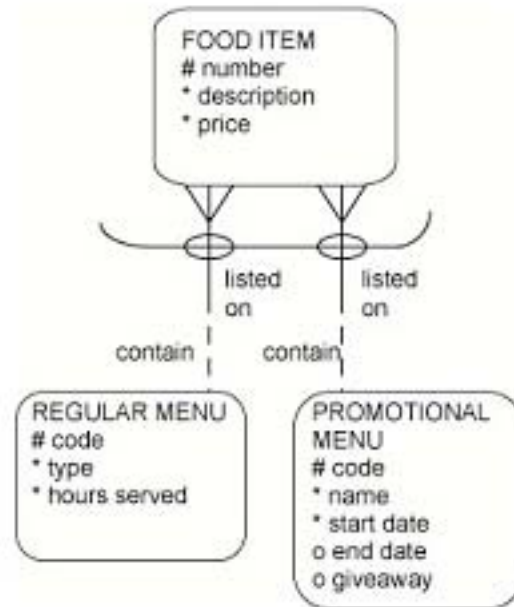 FOOD ITEM
# number
* description
* price
listed
on
listed
on
contain
contain
REGULAR MENU
# code
* type
* hours served
PROMOTIONAL
MENU
# code
* name
* start date
o end date
o giveaway